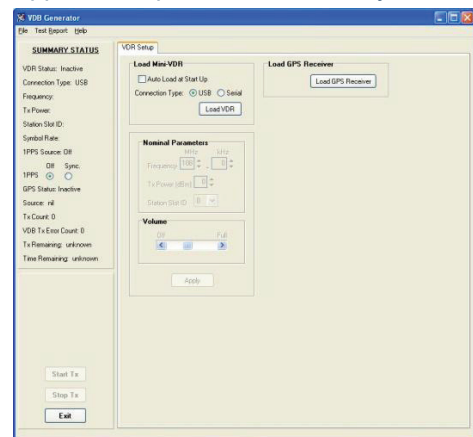 VDB Generator
File Test Report Help
SUMMARY STATUS
VDR Status: Inactive
Connection Type: USB
Frequency:
Tx Power:
Station Slot ID:
Symbol Rate:
1PPS Source: Off
Off Sync.
1PPS
GPS Status: Inactive
Source: nil
Tx Count: 0
VDB Tx Error Count: 0
Tx Remaining: unknown
Time Remaining: unknown
Start Tx
Stop Tx
Exit
VDR Setup
Load Mini-VDR
Auto Load at Start Up
Connection Type: USB Serial
Load VDR
Nominal Parameters
MHz kHz
Frequency 108 . 0
Tx Power (dBm) 0
Station Slot ID
Volume
Off Full
Apply
Load GPS Receiver
Load GPS Receiver